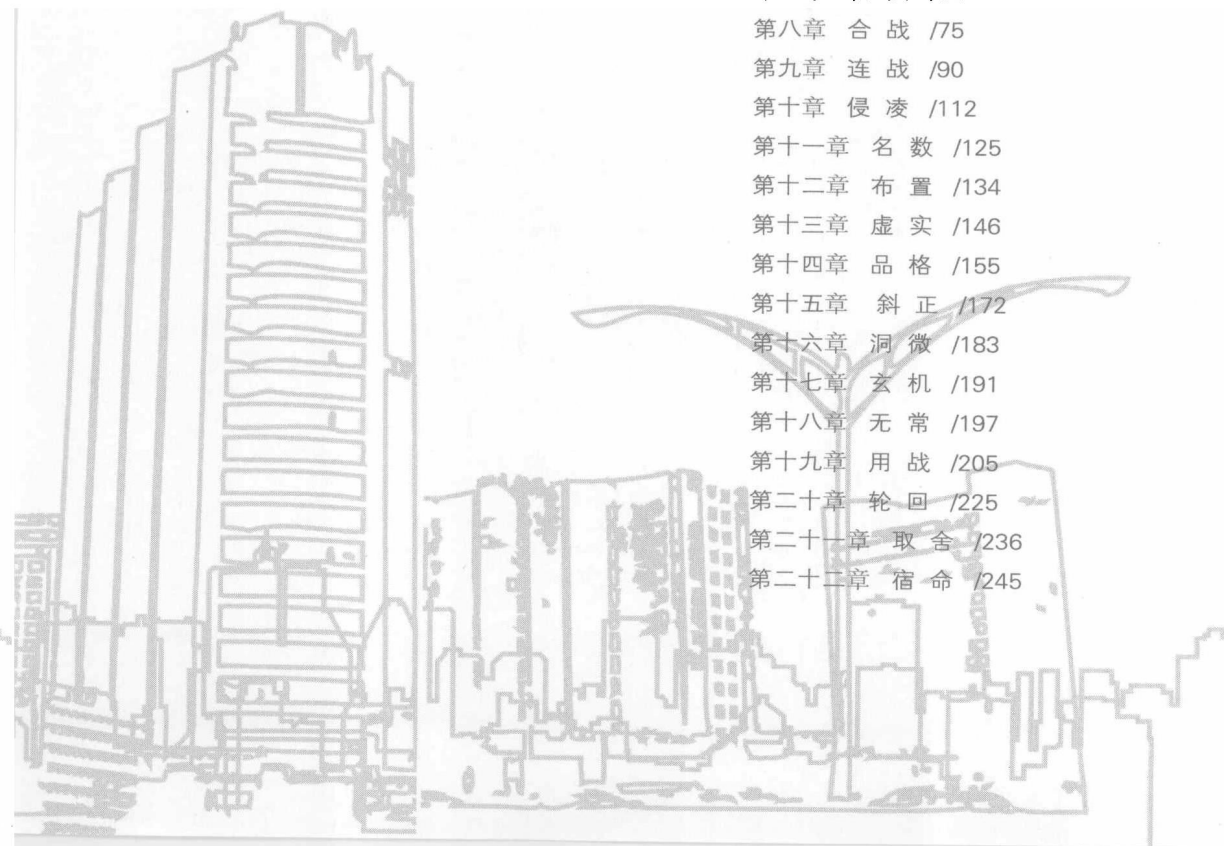 第八章 合 战 /75
第九章 连 战 /90
第十章 侵 凌 /112
第十一章 名 数 /125
第十二章 布 置 /134
第十三章 虚 实 /146
第十四章 品 格 /155
第十五章 斜 正 /172
第十六章 洞 微 /183
第十七章 玄 机 /191
第十八章 无 常 /197
第十九章 用 战 /205
第二十章 轮 回 /225
第二十一章 取 舍 /236
第二十二章 宿 命 /245